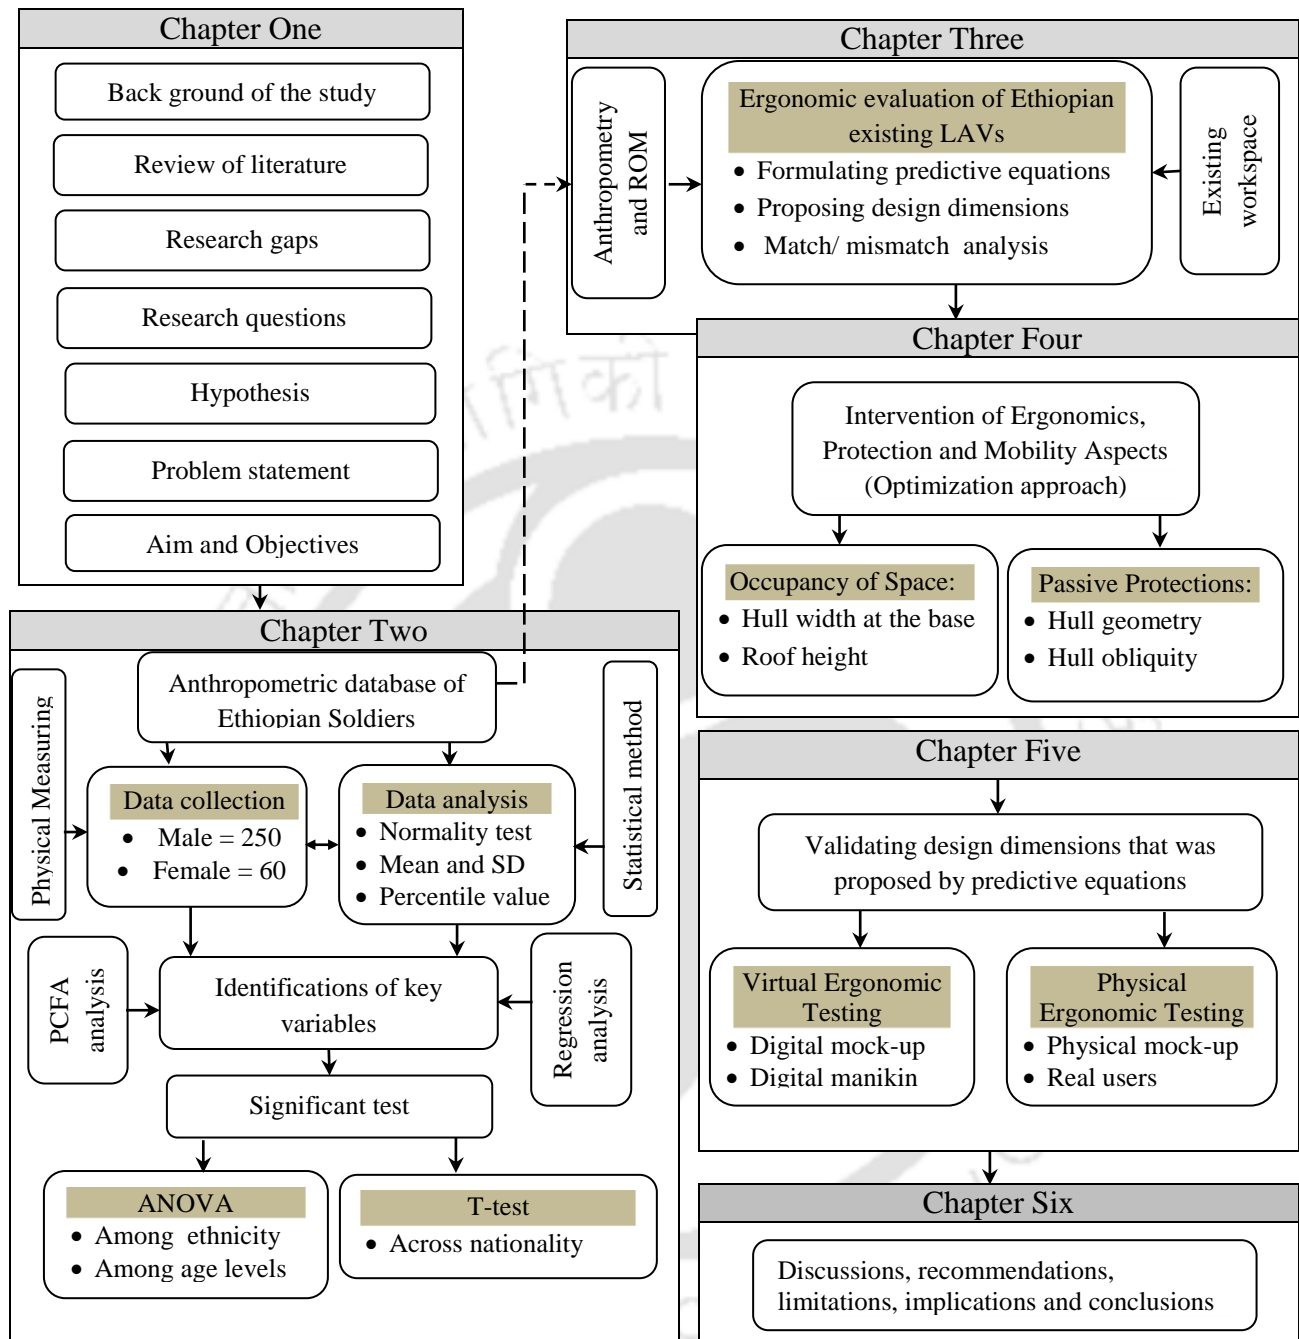 Chapter One
Back ground of the study
Review of literature
Research gaps
Research questions
Hypothesis
Problem statement
Aim and Objectives
Chapter Two
Physical Measuring
Anthropometric database of
Ethiopian Soldiers
Statistical method
Data collection
• Male = 250
• Female = 60
Data analysis
• Normality test
• Mean and SD
• Percentile value
PCFA
analysis
Identifications of key
variables
Regression
analysis
Significant test
ANOVA
• Among ethnicity
• Among age levels
T-test
• Across nationality
Chapter Three
Anthropometry
and ROM
Ergonomic evaluation of Ethiopian
existing LAVs
• Formulating predictive equations
• Proposing design dimensions
• Match/ mismatch analysis
Existing
workspace
Chapter Four
Intervention of Ergonomics,
Protection and Mobility Aspects
(Optimization approach)
Occupancy of Space:
• Hull width at the base
• Roof height
Passive Protections:
• Hull geometry
• Hull obliquity
Chapter Five
Validating design dimensions that was
proposed by predictive equations
Virtual Ergonomic
Testing
• Digital mock-up
• Digital manikin
Physical
Ergonomic Testing
• Physical mock-up
• Real users
Chapter Six
Discussions, recommendations,
limitations, implications and conclusions